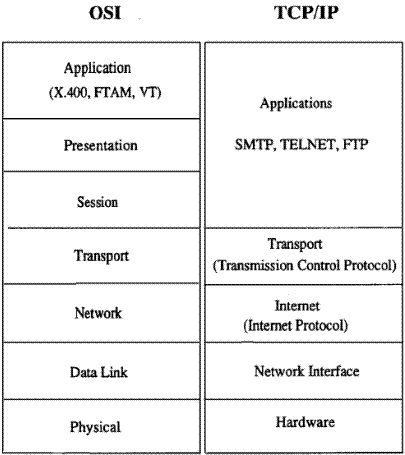 OSI
TCP/IP
Application
(X.400, FTAM, VT)
Presentation
Session
Transport
Network
Data Link
Physical
Applications
SMTP, TELNET, FTP
Transport
(Transmission Control Protocol)
Internet
(Internet Protocol)
Network Interface
Hardware